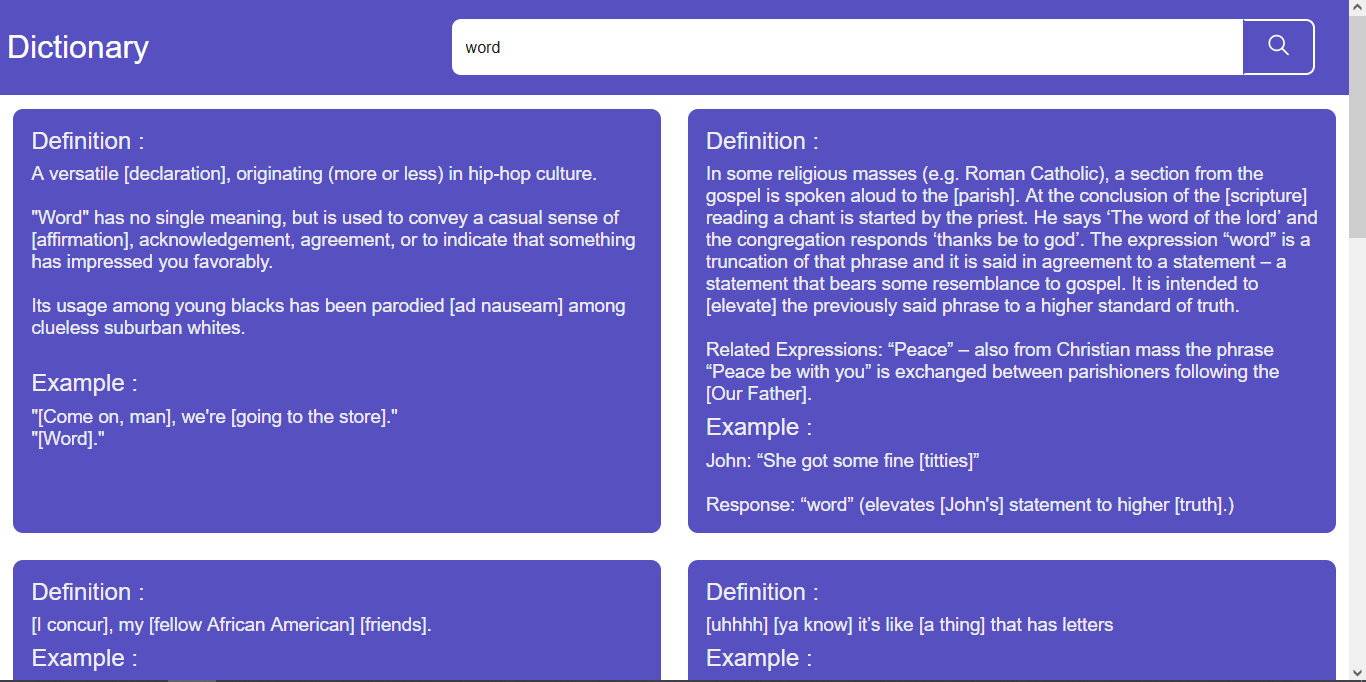 Dictionary
word
Definition :
A versatile [declaration], originating (more or less) in hip-hop culture.
"Word" has no single meaning, but is used to convey a casual sense of
[affirmation], acknowledgement, agreement, or to indicate that something
has impressed you favorably.
Its usage among young blacks has been parodied [ad nauseam] among
clueless suburban whites.
Example :
"[Come on, man], we're [going to the store]."
"[Word]."
Definition :
In some religious masses (e.g. Roman Catholic), a section from the
gospel is spoken aloud to the [parish]. At the conclusion of the [scripture]
reading a chant is started by the priest. He says ‘The word of the lord’ and
the congregation responds ‘thanks be to god’. The expression “word” is a
truncation of that phrase and it is said in agreement to a statement – a
statement that bears some resemblance to gospel. It is intended to
[elevate] the previously said phrase to a higher standard of truth.
Related Expressions: “Peace” – also from Christian mass the phrase
“Peace be with you” is exchanged between parishioners following the
[Our Father].
Example :
John: “She got some fine [titties]”
Response: “word” (elevates [John's] statement to higher [truth].)
Definition :
[I concur], my [fellow African American] [friends].
Example :
Definition :
[uhhhh] [ya know] it’s like [a thing] that has letters
Example :